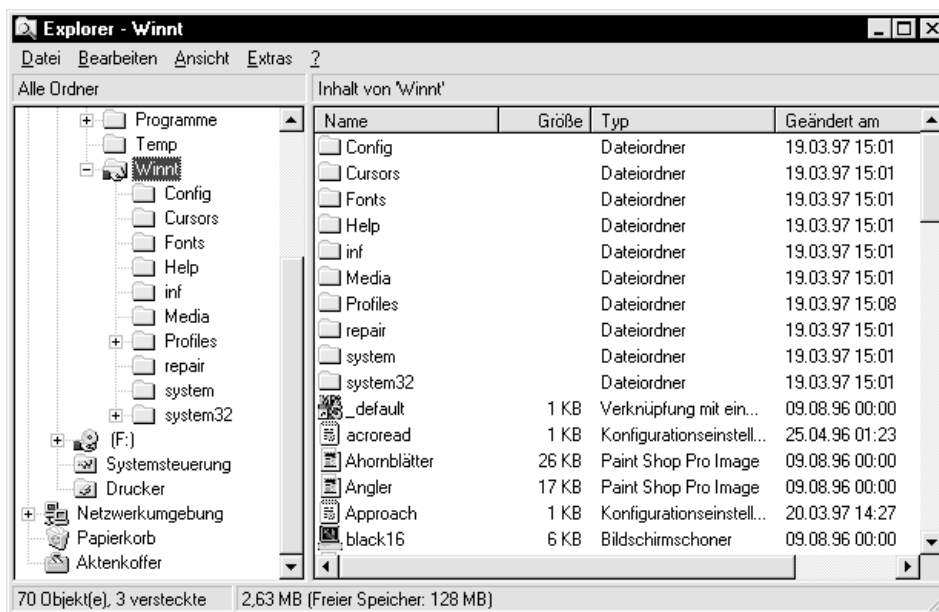 Explorer - Winnt
Datei Bearbeiten Ansicht Extras ?
Alle Ordner
Inhalt von 'Winnt'
Programme
Temp
Winnt
Config
Cursors
Fonts
Help
inf
Media
Profiles
repair
system
system32
(F:)
Systemsteuerung
Drucker
Netzwerkumgebung
Papierkorb
Aktenkoffer
Name Größe Typ Geändert am
Config Dateiordner 19.03.97 15:01
Cursors Dateiordner 19.03.97 15:01
Fonts Dateiordner 19.03.97 15:01
Help Dateiordner 19.03.97 15:01
inf Dateiordner 19.03.97 15:01
Media Dateiordner 19.03.97 15:01
Profiles Dateiordner 19.03.97 15:08
repair Dateiordner 19.03.97 15:01
system Dateiordner 19.03.97 15:01
system32 Dateiordner 19.03.97 15:01
_default 1 KB Verknüpfung mit ein... 09.08.96 00:00
acroread 1 KB Konfigurationseinstell... 25.04.96 01:23
Ahornblätter 26 KB Paint Shop Pro Image 09.08.96 00:00
Angler 17 KB Paint Shop Pro Image 09.08.96 00:00
Approach 1 KB Konfigurationseinstell... 20.03.97 14:27
black16 6 KB Bildschirmschoner 09.08.96 00:00
70 Objekt(e), 3 versteckte 2,63 MB (Freier Speicher: 128 MB)